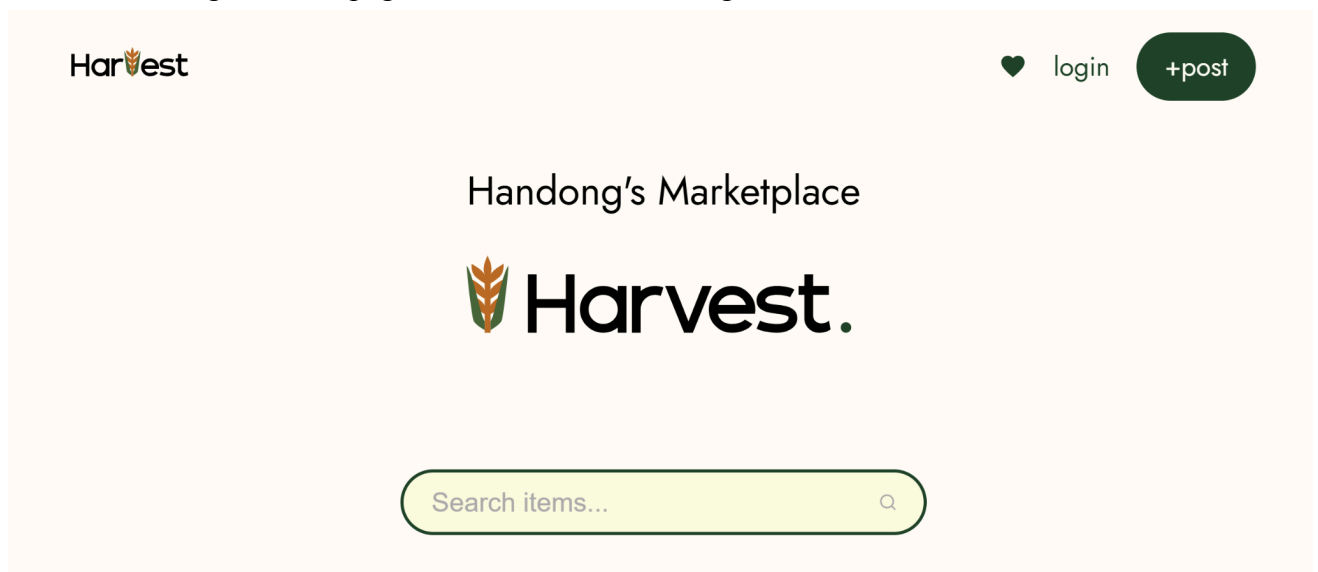 Harvest
login
+post
Handong's Marketplace
Harvest.
Search items...